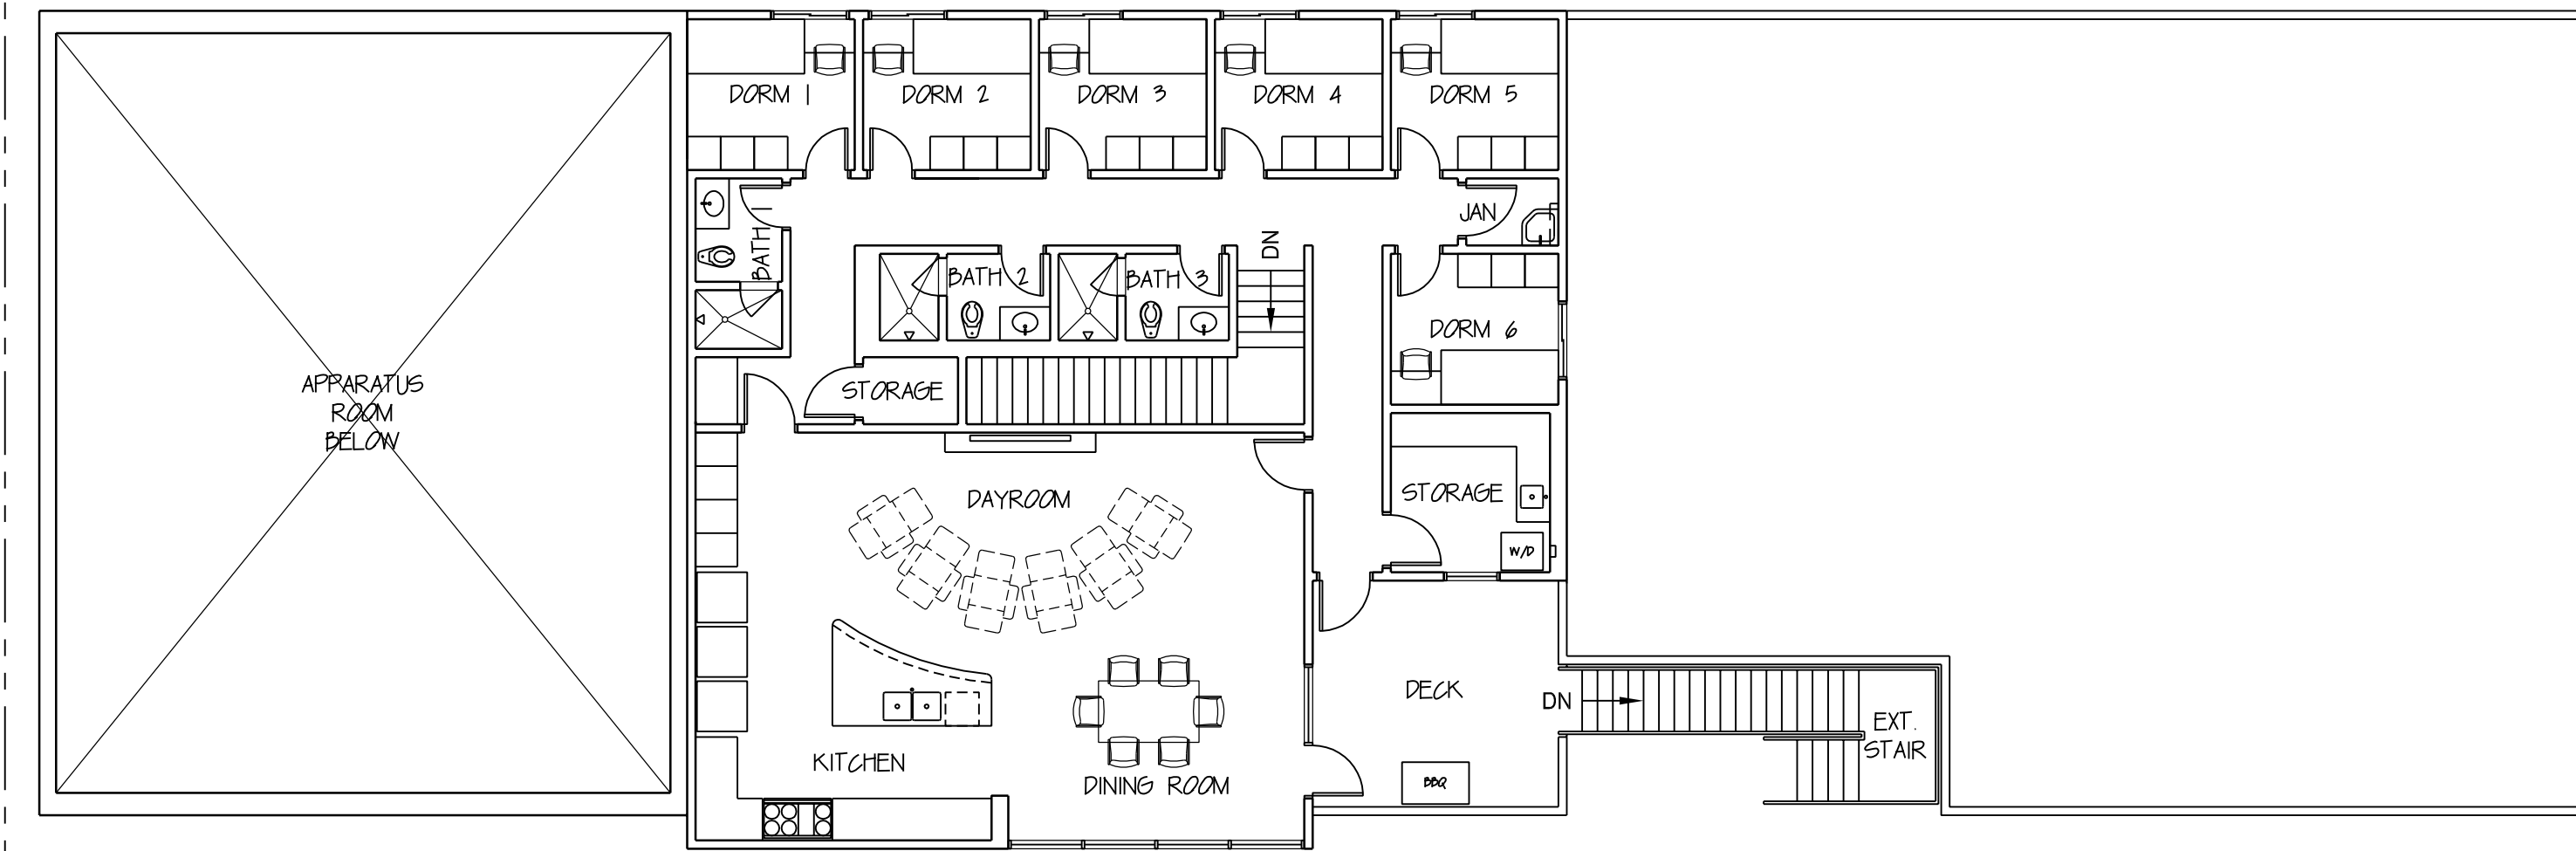 DORM 1
DORM 2
DORM 3
DORM 4
DORM 5
BATH 1
JAN
DN
BATH 2
BATH 3
DORM 6
APPARATUS
ROOM
BELOW
STORAGE
DAYROOM
STORAGE
W/D
DECK
DN
EXT.
STAIR
KITCHEN
DINING ROOM
BBQ